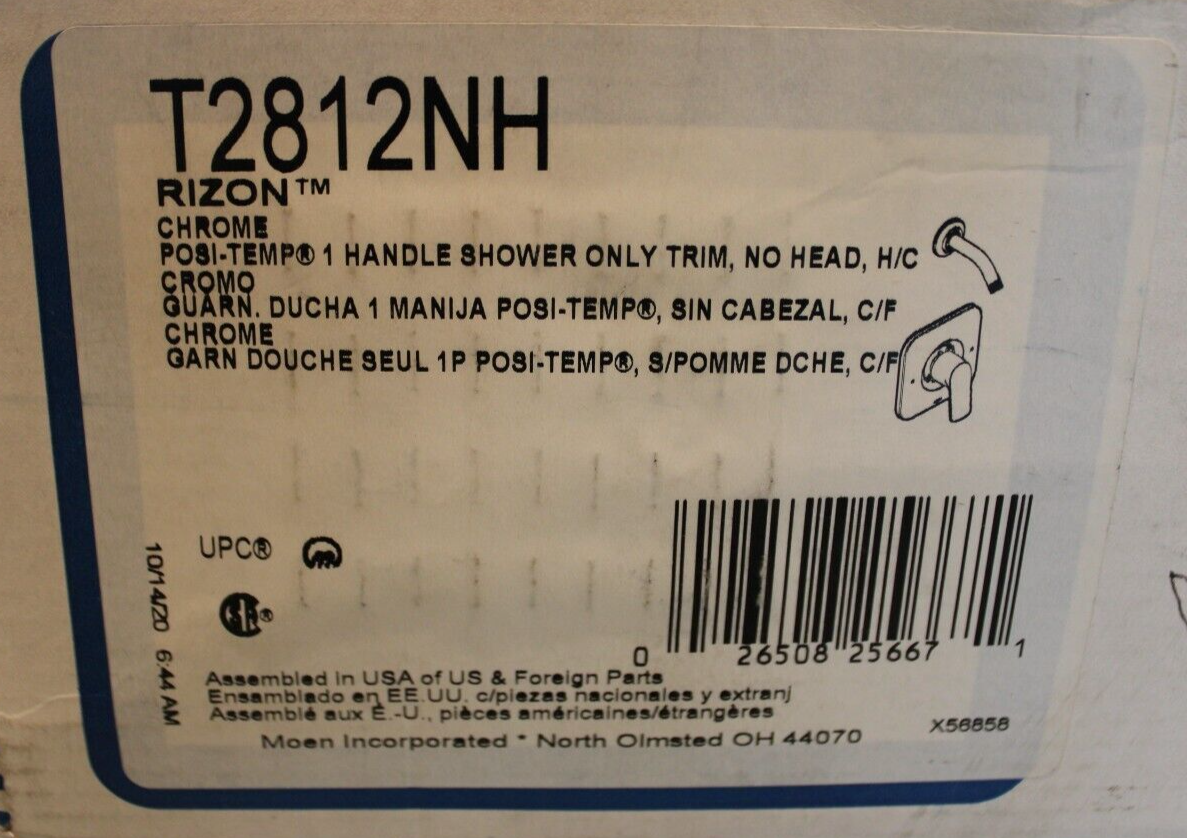 T2812NH
RIZON™
CHROME
POSI-TEMP® 1 HANDLE SHOWER ONLY TRIM, NO HEAD, H/C
CROMO
GUARN. DUCHA 1 MANIJA POSI-TEMP®, SIN CABEZAL, C/F
CHROME
GARN DOUCHE SEUL 1P POSI-TEMP®, S/POMME DCHE, C/F
UPC®
10/14/20 6:44 AM
0 26508 25667 1
Assembled in USA of US & Foreign Parts
Ensamblado en EE.UU. c/piezas nacionales y extranj
Assemblé aux É.-U., pièces américaines/étrangères
Moen Incorporated * North Olmsted OH 44070
X56858